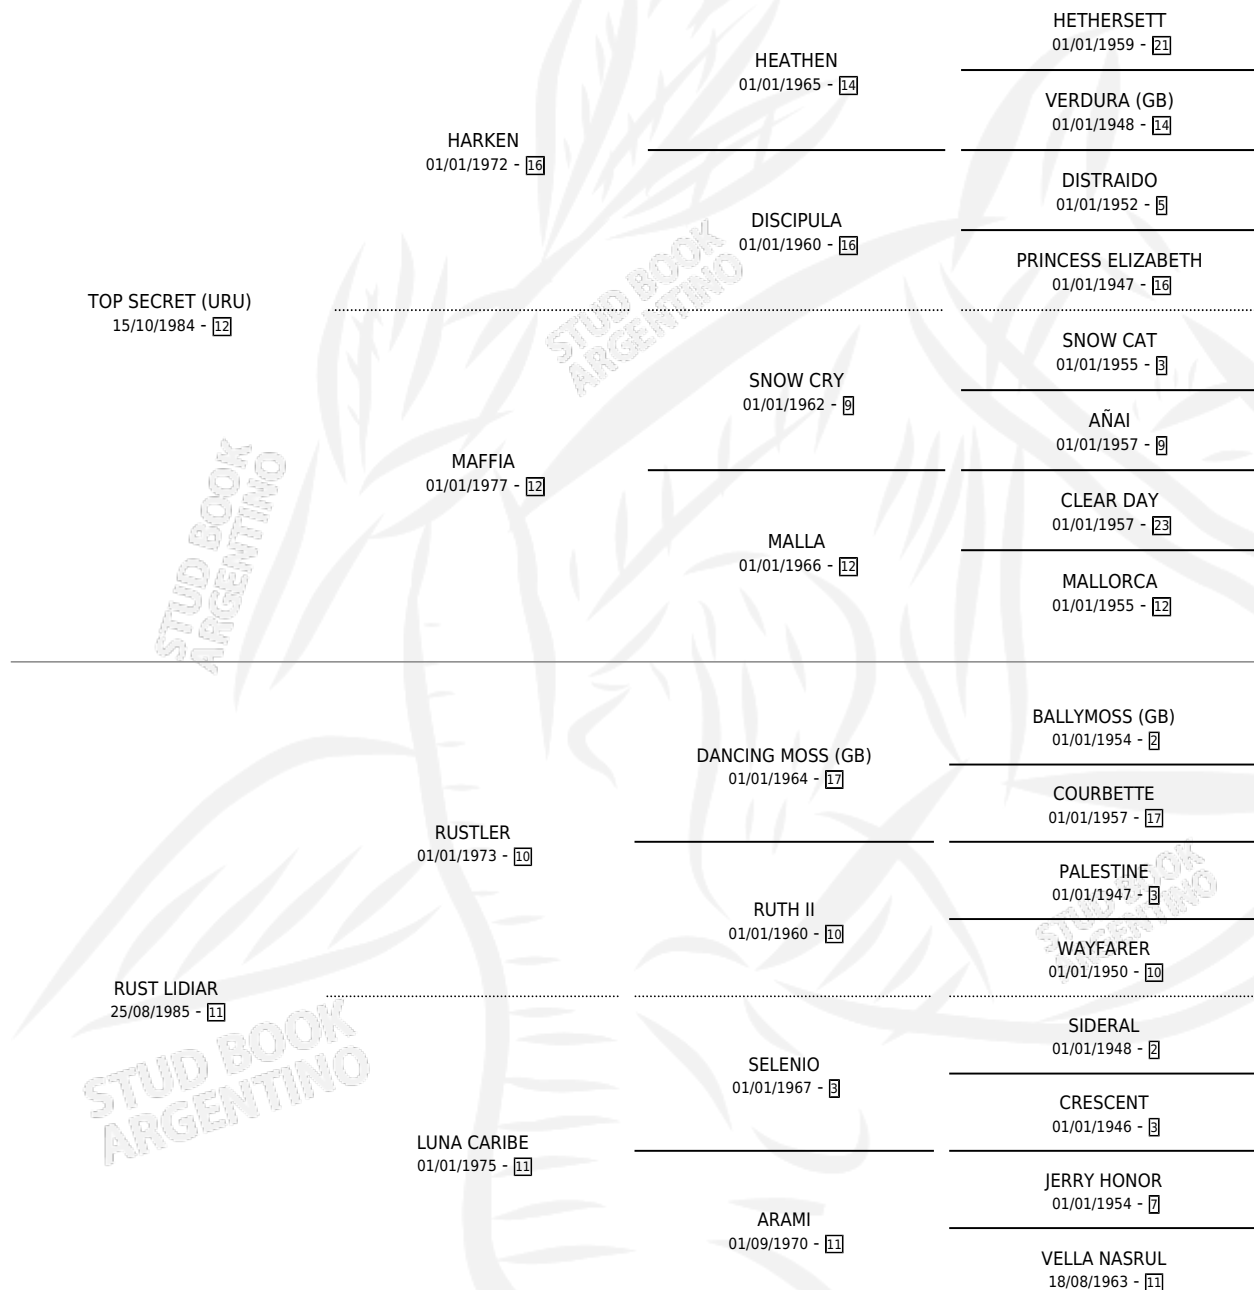 HETHERSETT
01/01/1959 - 21
HEATHEN
01/01/1965 - 14
VERDURA (GB)
01/01/1948 - 14
HARKEN
01/01/1972 - 16
DISTRAIDO
01/01/1952 - 5
DISCIPULA
01/01/1960 - 16
PRINCESS ELIZABETH
01/01/1947 - 16
TOP SECRET (URU)
15/10/1984 - 12
STUD BOOK
ARGENTINO
SNOW CAT
01/01/1955 - 3
SNOW CRY
01/01/1962 - 9
AÑAI
01/01/1957 - 9
MAFFIA
01/01/1977 - 12
CLEAR DAY
01/01/1957 - 23
MALLA
01/01/1966 - 12
MALLORCA
01/01/1955 - 12
STUD BOOK
ARGENTINO
BALLYMOSS (GB)
01/01/1954 - 2
DANCING MOSS (GB)
01/01/1964 - 17
COURBETTE
01/01/1957 - 17
RUSTLER
01/01/1973 - 10
PALESTINE
01/01/1947 - 3
RUTH II
01/01/1960 - 10
WAYFARER
01/01/1950 - 10
STUD BOOK
ARGENTINO
RUST LIDIAR
25/08/1985 - 11
SIDERAL
01/01/1948 - 2
SELENIO
01/01/1967 - 3
CRESCENT
01/01/1946 - 3
STUD BOOK
ARGENTINO
LUNA CARIBE
01/01/1975 - 11
JERRY HONOR
01/01/1954 - 7
ARAMI
01/09/1970 - 11
VELLA NASRUL
18/08/1963 - 11